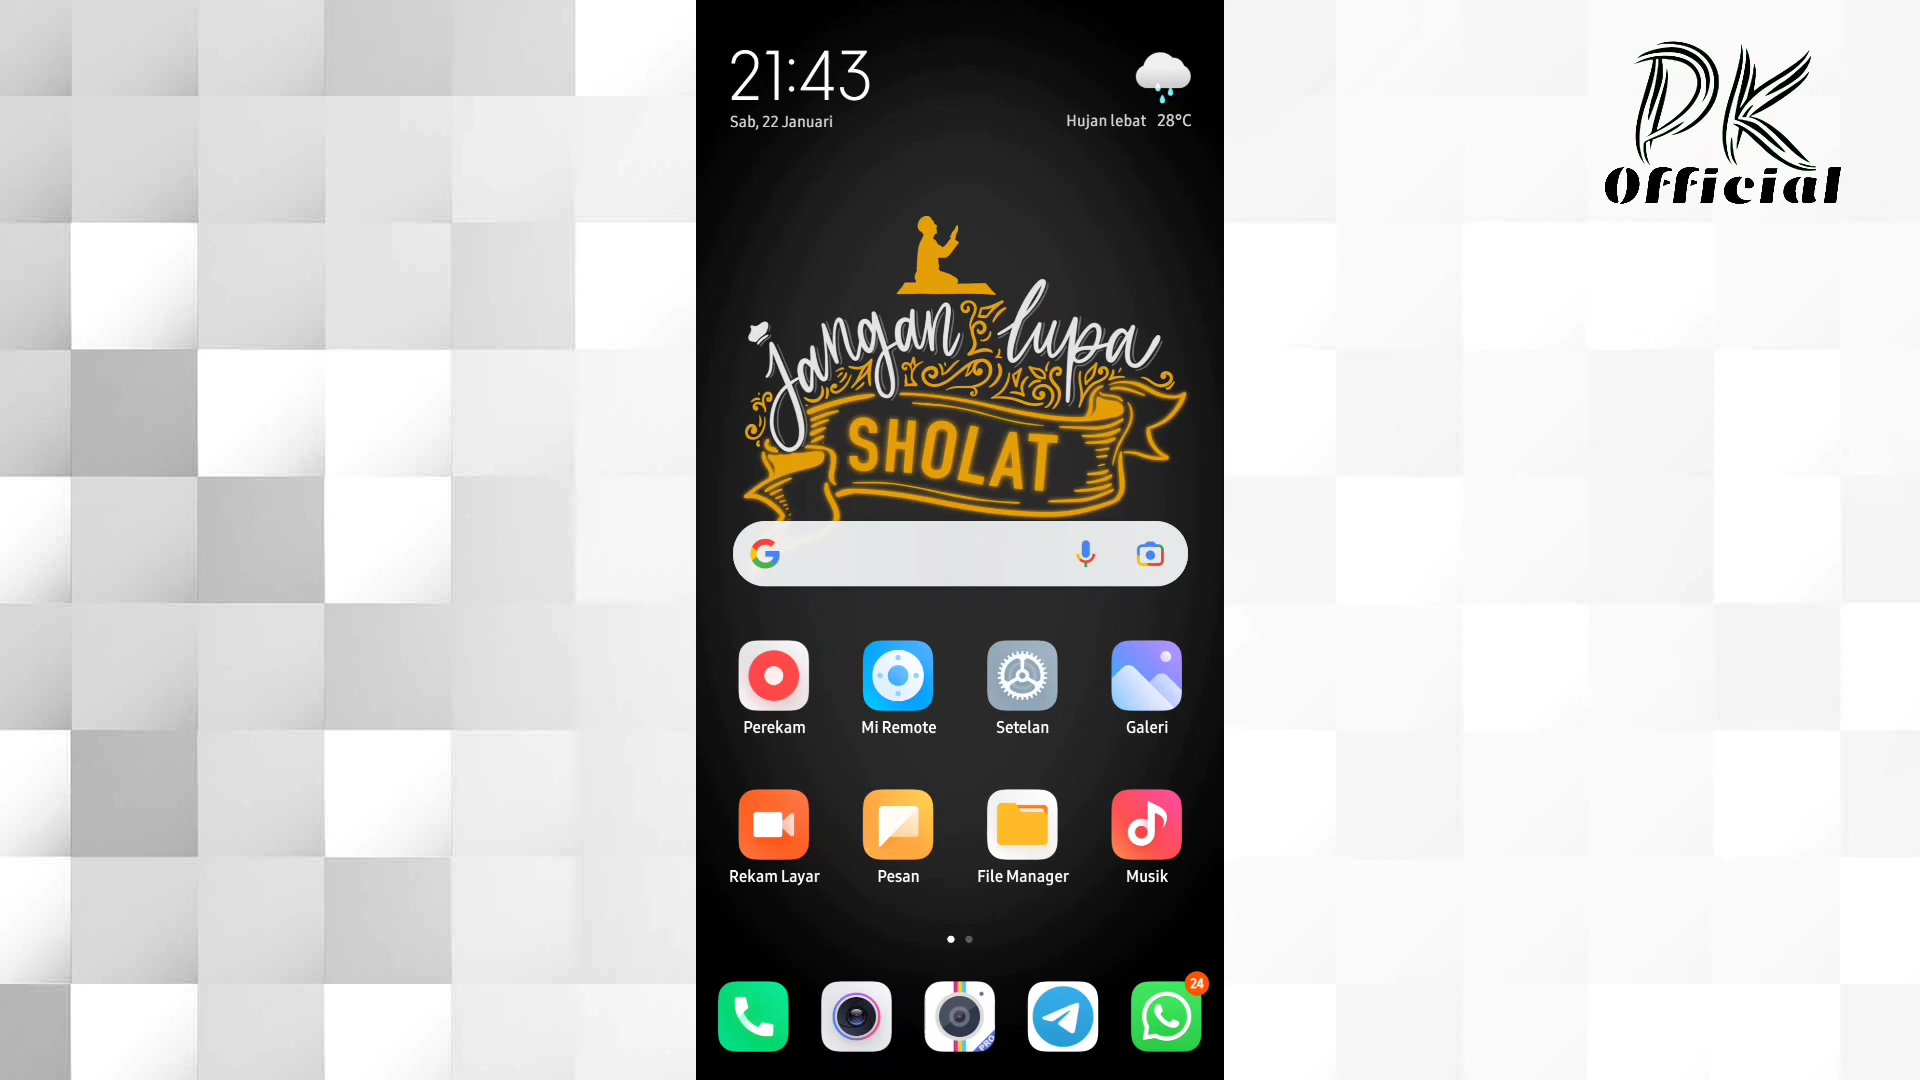 21:43
Sab, 22 Januari
Hujan lebat 28°C
DK
Official
jangan lupa
SHOLAT
Perekam
Mi Remote
Setelan
Galeri
Rekam Layar
Pesan
File Manager
Musik
PRO
24